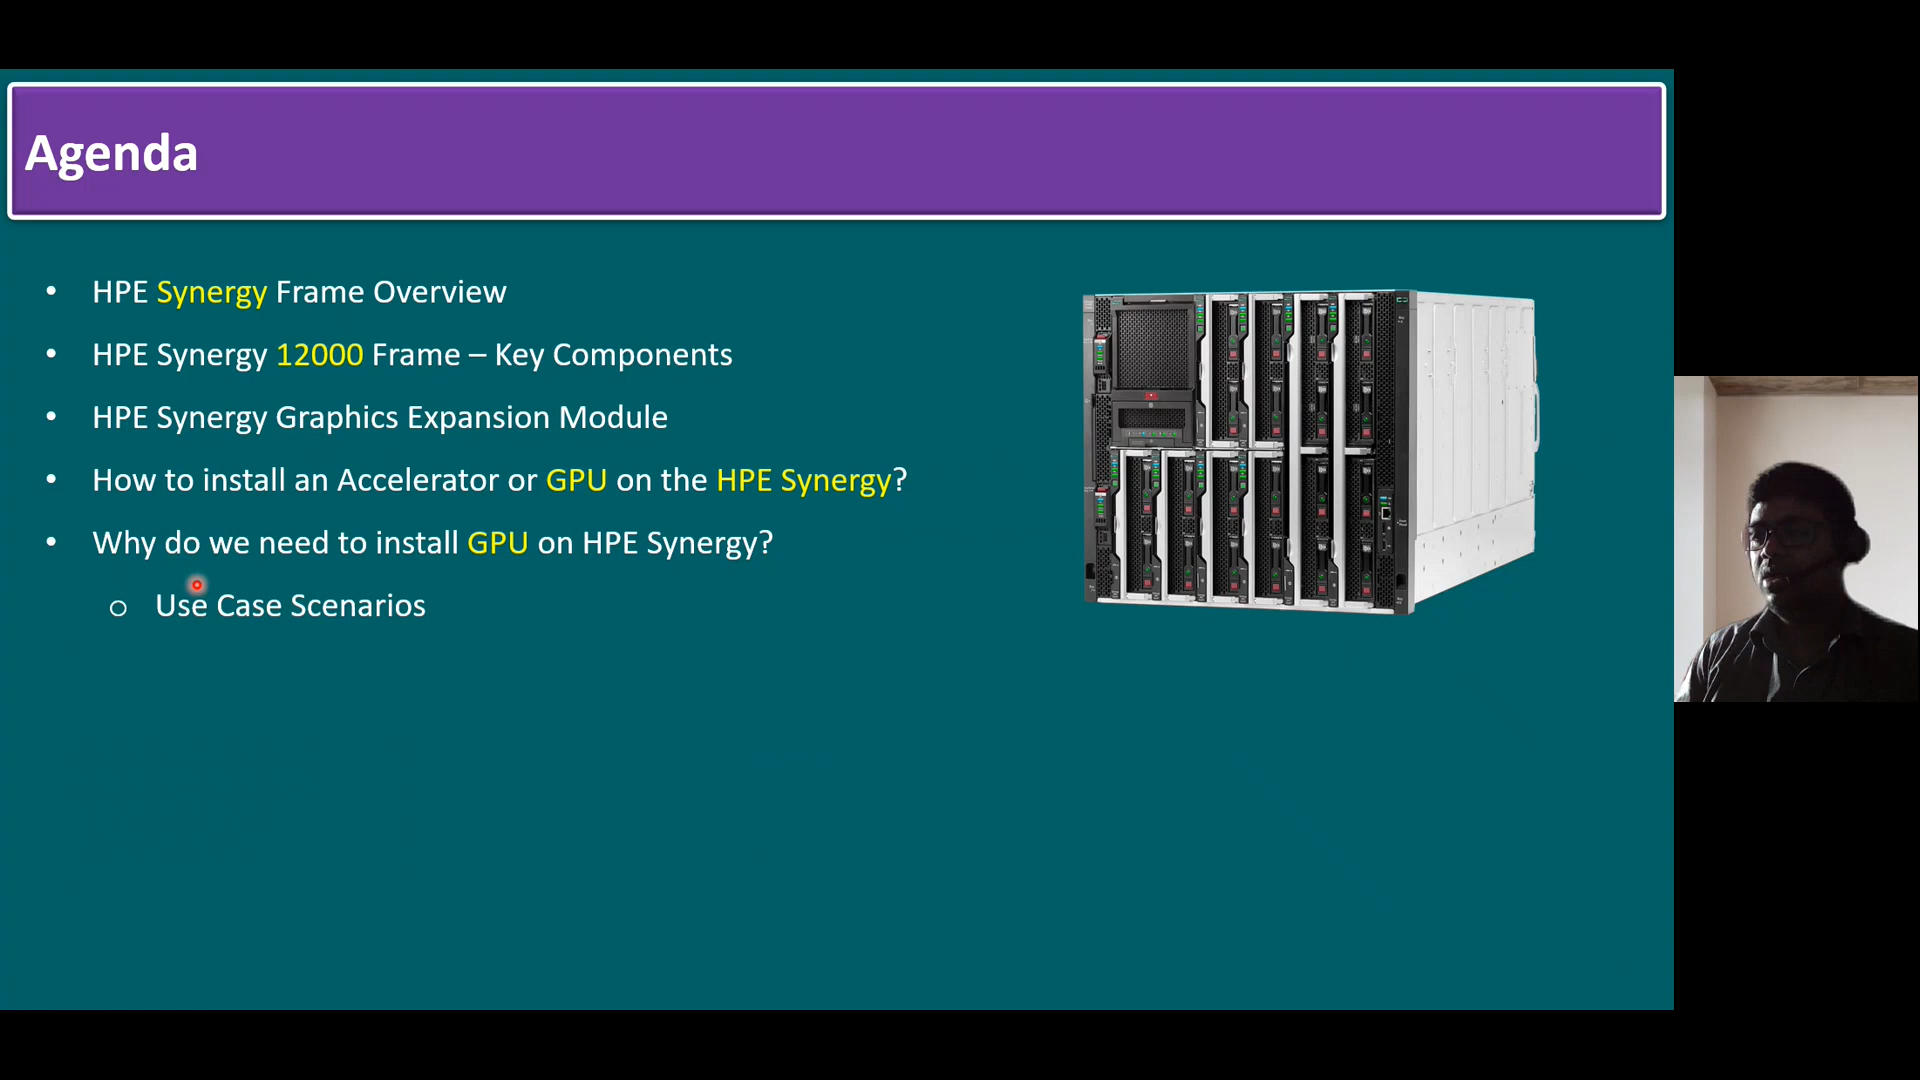 Agenda
• HPE Synergy Frame Overview
• HPE Synergy 12000 Frame – Key Components
• HPE Synergy Graphics Expansion Module
• How to install an Accelerator or GPU on the HPE Synergy?
• Why do we need to install GPU on HPE Synergy?
o Use Case Scenarios